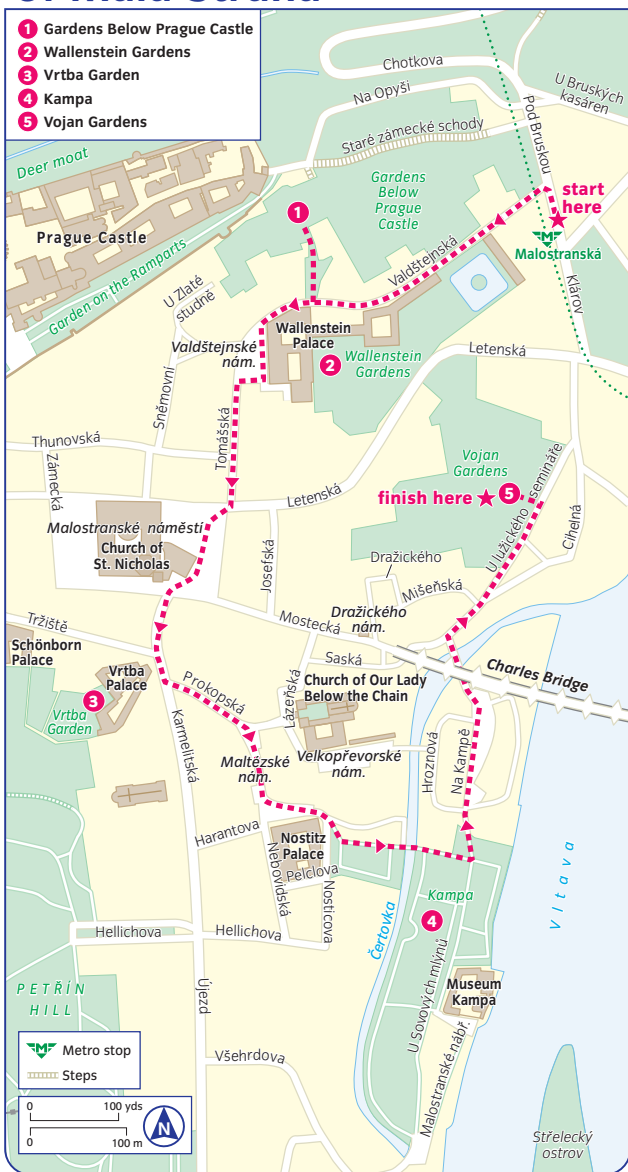 1 Gardens Below Prague Castle
2 Wallenstein Gardens
3 Vrtba Garden
4 Kampa
5 Vojan Gardens
Chotkova
Na Opyši
U Bruských
kasáren
Pod Bruskou
Staré zámecké schody
Deer moat
Gardens
Below
Prague
Castle
start
here
1
Prague Castle
Valdštejnská
Malostranská
Garden on the Ramparts
Klárov
U Zlaté
studně
Wallenstein
Palace
Valdštejnské
nám.
2
Wallenstein
Gardens
Letenská
Sněmovní
Tomášská
Thunovská
Zámecká
Vojan
Gardens
finish here
5
Letenská
U lužického semináře
Cihelná
Malostranské náměstí
Church of
St. Nicholas
Josefská
Dražického
Mišeňská
Dražického
nám.
Mostecká
Tržiště
Saská
Schönborn
Palace
Vrtba
Palace
Charles Bridge
Church of Our Lady
Below the Chain
Prokopská
Lázeňská
3
Vrtba
Garden
Karmelitská
Maltézské
nám.
Velkopřevorské
nám.
Hroznová
Na Kampě
Harantova
Nostitz
Palace
Nebovidská
Pelclova
Nosticova
Vltava
Kampa
4
Čertovka
Hellichova
Hellichova
U Sovových mlýnů
Museum
Kampa
PETŘÍN
HILL
Újezd
Malostranské nábř.
Všehrdova
Metro stop
Steps
0 100 yds
0 100 m
N
Střelecký
ostrov